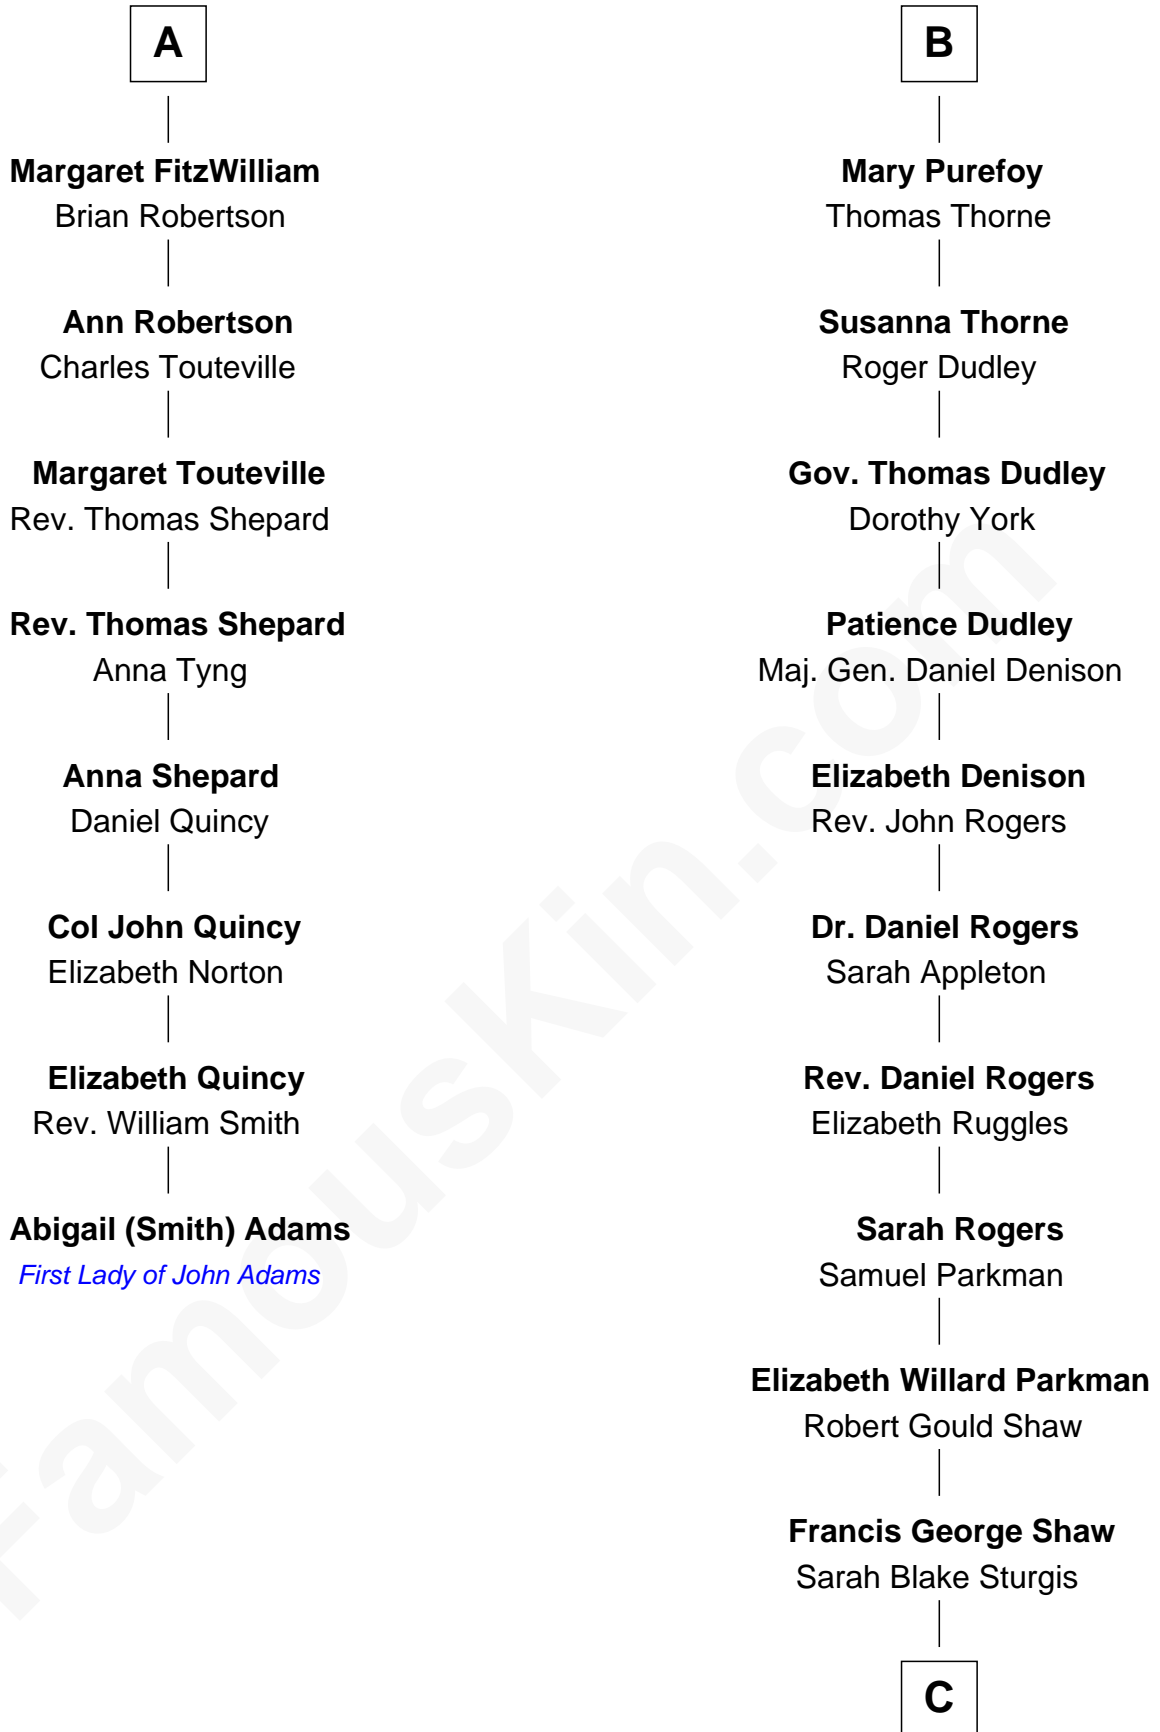 A
Margaret FitzWilliam
Brian Robertson
Ann Robertson
Charles Touteville
Margaret Touteville
Rev. Thomas Shepard
Rev. Thomas Shepard
Anna Tyng
Anna Shepard
Daniel Quincy
Col John Quincy
Elizabeth Norton
Elizabeth Quincy
Rev. William Smith
Abigail (Smith) Adams
First Lady of John Adams
B
Mary Purefoy
Thomas Thorne
Susanna Thorne
Roger Dudley
Gov. Thomas Dudley
Dorothy York
Patience Dudley
Maj. Gen. Daniel Denison
Elizabeth Denison
Rev. John Rogers
Dr. Daniel Rogers
Sarah Appleton
Rev. Daniel Rogers
Elizabeth Ruggles
Sarah Rogers
Samuel Parkman
Elizabeth Willard Parkman
Robert Gould Shaw
Francis George Shaw
Sarah Blake Sturgis
C
FamousKin.com